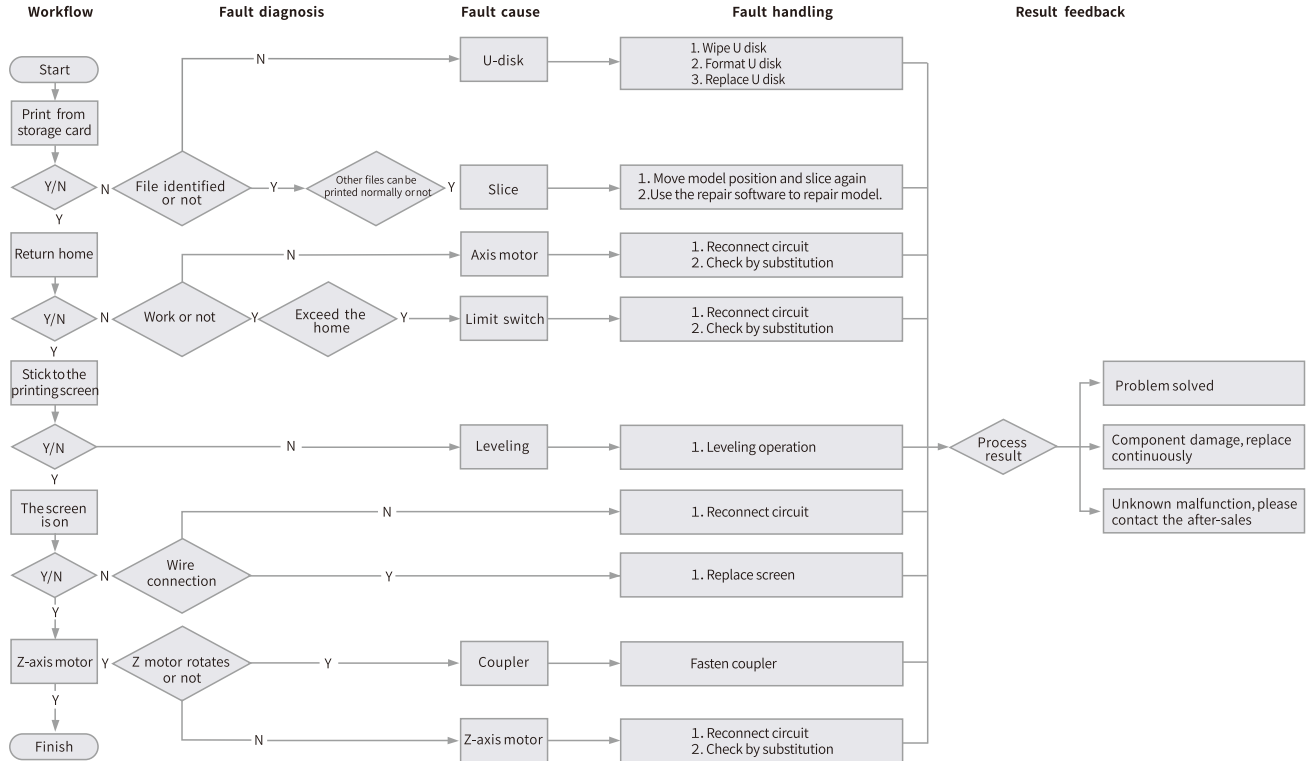 Workflow
Fault diagnosis
Fault cause
Fault handling
Result feedback
Start
Print from
storage card
Y/N
N
Y
File identified
or not
N
Y
Other files can be
printed normally or not
Y
U-disk
1. Wipe U disk
2. Format U disk
3. Replace U disk
Slice
1. Move model position and slice again
2.Use the repair software to repair model.
Return home
Y/N
N
Y
Work or not
N
Y
Exceed the
home
Y
Axis motor
1. Reconnect circuit
2. Check by substitution
Limit switch
1. Reconnect circuit
2. Check by substitution
Stick to the
printing screen
Y/N
N
Y
Leveling
1. Leveling operation
The screen
is on
Y/N
N
Y
Wire
connection
N
Y
1. Reconnect circuit
1. Replace screen
Z-axis motor
Y
Y
Z motor rotates
or not
Y
N
Coupler
Fasten coupler
Z-axis motor
1. Reconnect circuit
2. Check by substitution
Finish
Process
result
Problem solved
Component damage, replace
continuously
Unknown malfunction, please
contact the after-sales